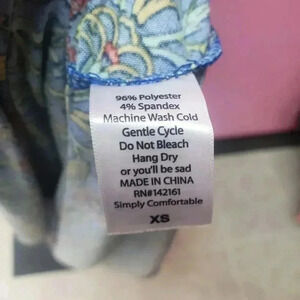 96% Polyester
4% Spandex
Machine Wash Cold
Gentle Cycle
Do Not Bleach
Hang Dry
or you'll be sad
MADE IN CHINA
RN#142161
Simply Comfortable
XS